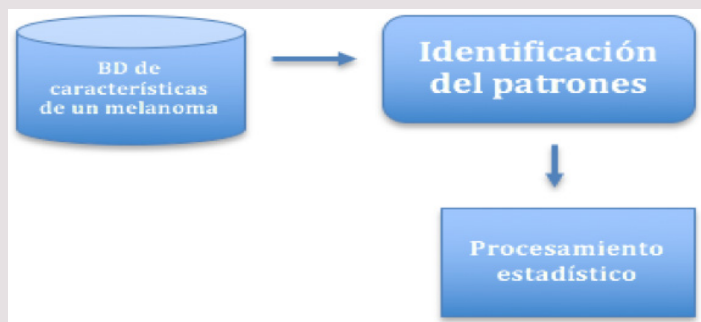 BD de
características
de un melanoma
Identificación
del patrones
Procesamiento
estadístico